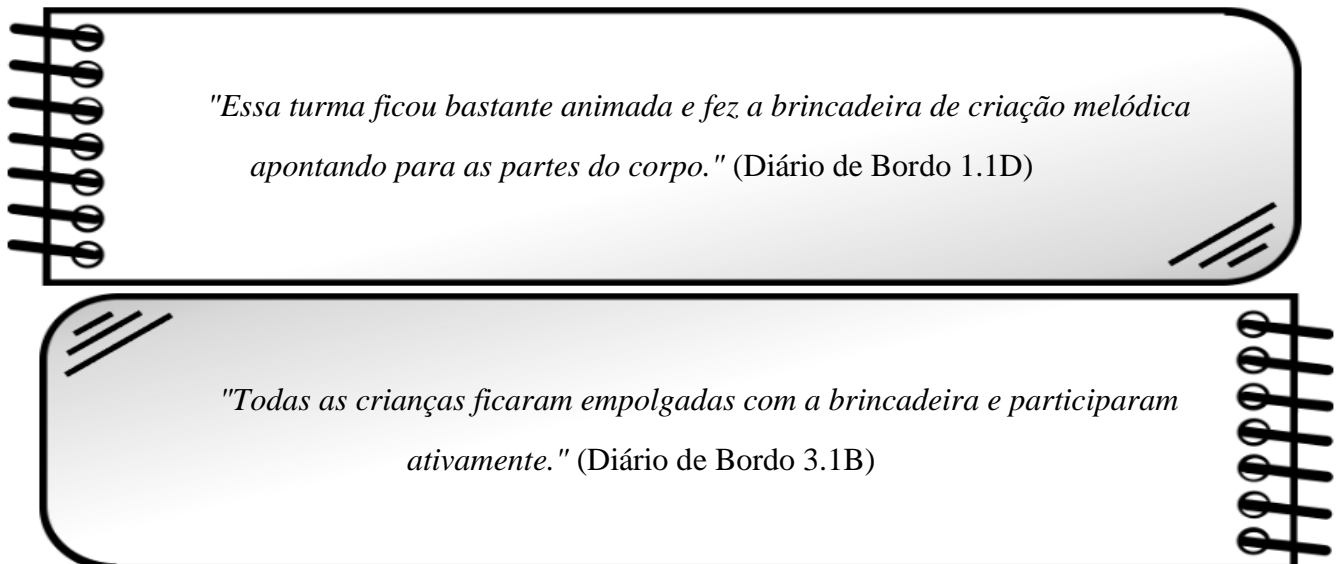 "Essa turma ficou bastante animada e fez a brincadeira de criação melódica
apontando para as partes do corpo." (Diário de Bordo 1.1D)
"Todas as crianças ficaram empolgadas com a brincadeira e participaram
ativamente." (Diário de Bordo 3.1B)